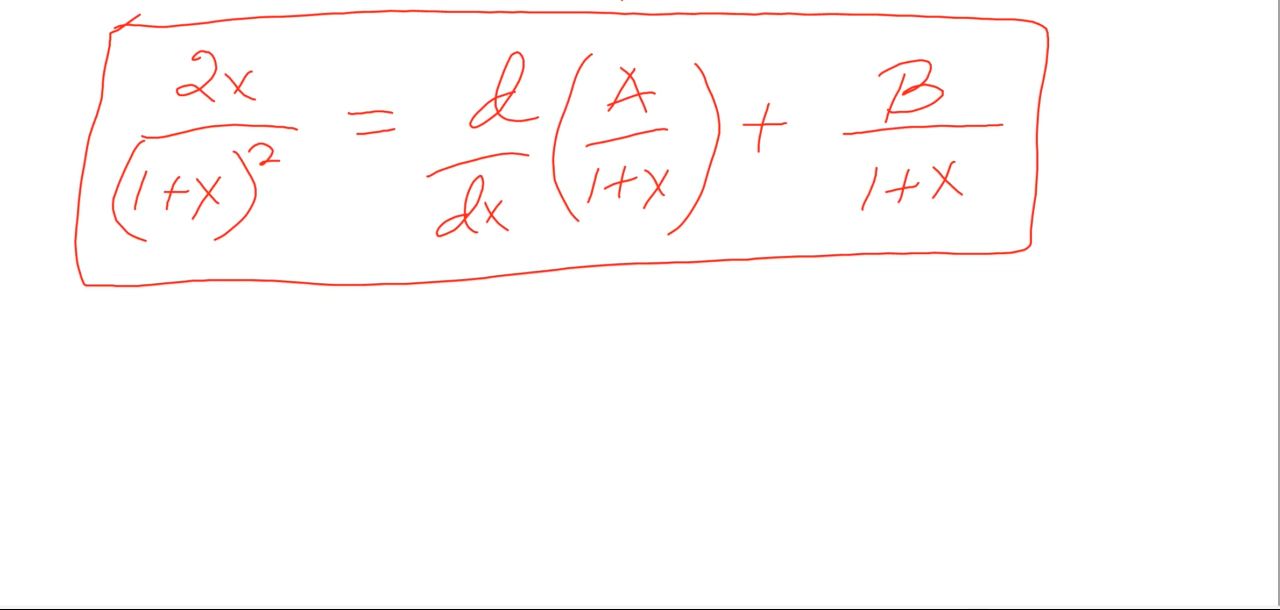 2x/(1+x)^2 = d/dx (A/(1+x)) + B/(1+x)